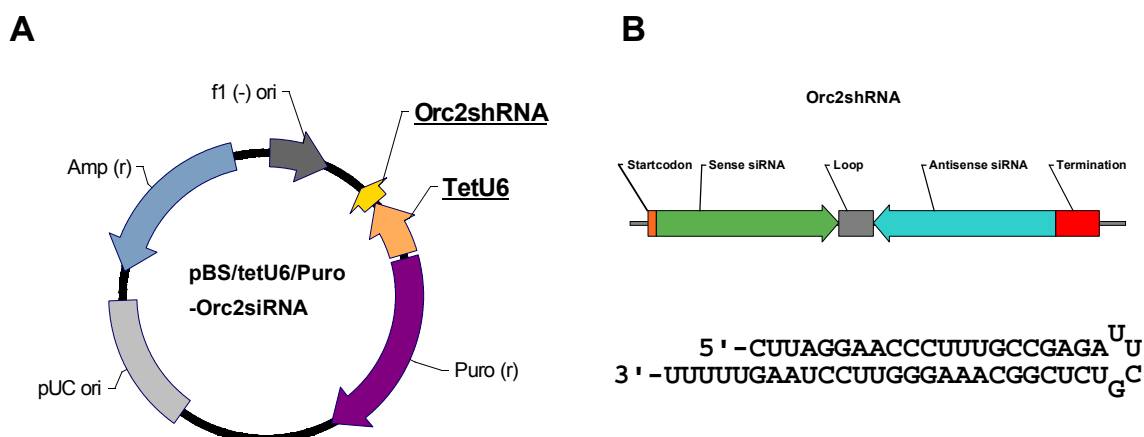 A
B
f1 (-) ori
Orc2shRNA
Amp (r)
TetU6
pBS/tetU6/Puro
-Orc2siRNA
pUC ori
Puro (r)
Orc2shRNA
Startcodon Sense siRNA Loop Antisense siRNA Termination
5'-CUUAGGAACCCUUUGCCGAGA
U
U
C
G
3'-UUUUUGAAUCCUUGGGAAACGGCUCU